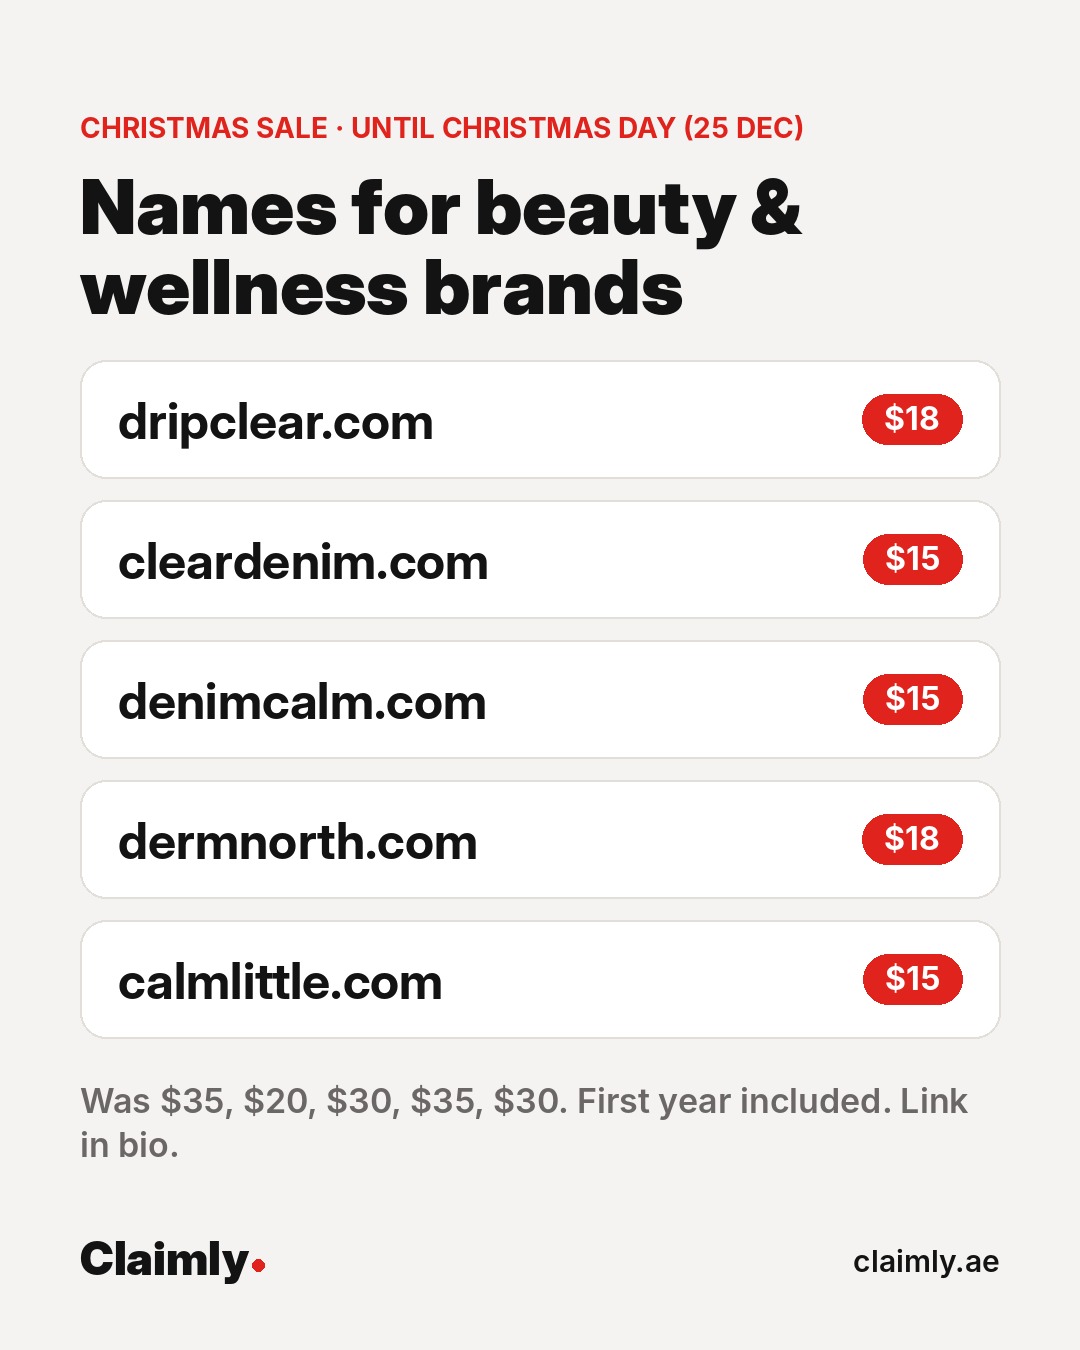 CHRISTMAS SALE · UNTIL CHRISTMAS DAY (25 DEC)
Names for beauty &
wellness brands
dripclear.com $18
cleardenim.com $15
denimcalm.com $15
dermnorth.com $18
calmlittle.com $15
Was $35, $20, $30, $35, $30. First year included. Link
in bio.
Claimly. claimly.ae